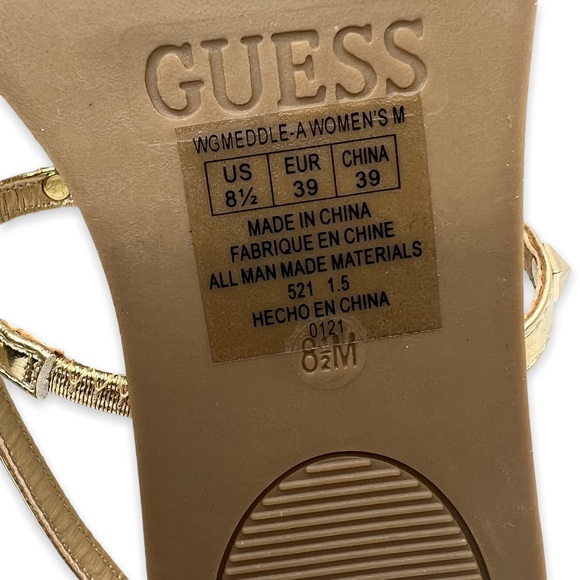 GUESS
WGMEDDLE-A WOMEN'S M
US EUR CHINA
8½ 39 39
MADE IN CHINA
FABRIQUE EN CHINE
ALL MAN MADE MATERIALS
521 1.5
HECHO EN CHINA
0121
8½M